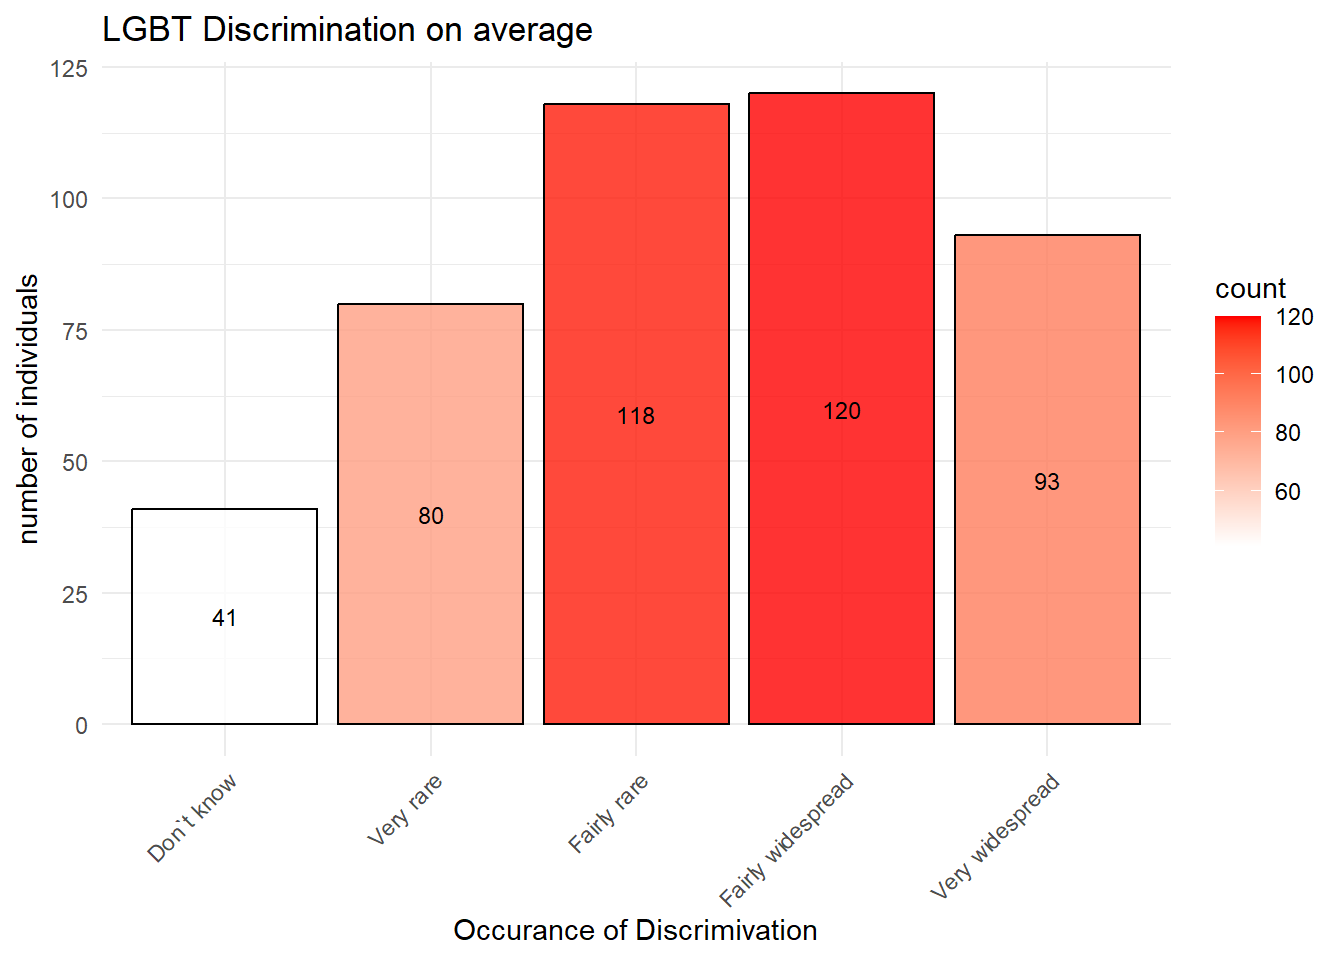 LGBT Discrimination on average
125
100
75
50
25
0
number of individuals
41
80
118
120
93
Don`t know
Very rare
Fairly rare
Fairly widespread
Very widespread
Occurance of Discrimivation
count
120
100
80
60